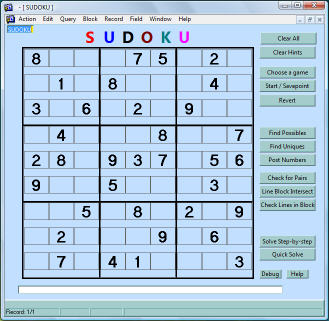 - [ SUDOKU ]
Action Edit Query Block Record Field Window Help
SUDOKU
SUDOKU
8 7 5 2
1 8 4
3 6 2 9
4 8 7
2 8 9 3 7 5 6
9 5 3
5 8 2 9
2 9 6
7 4 1 3
Clear All
Clear Hints
Choose a game
Start / Savepoint
Revert
Find Possibles
Find Uniques
Post Numbers
Check for Pairs
Line Block Intersect
Check Lines in Block
Solve Step-by-step
Quick Solve
Debug Help
Record: 1/1